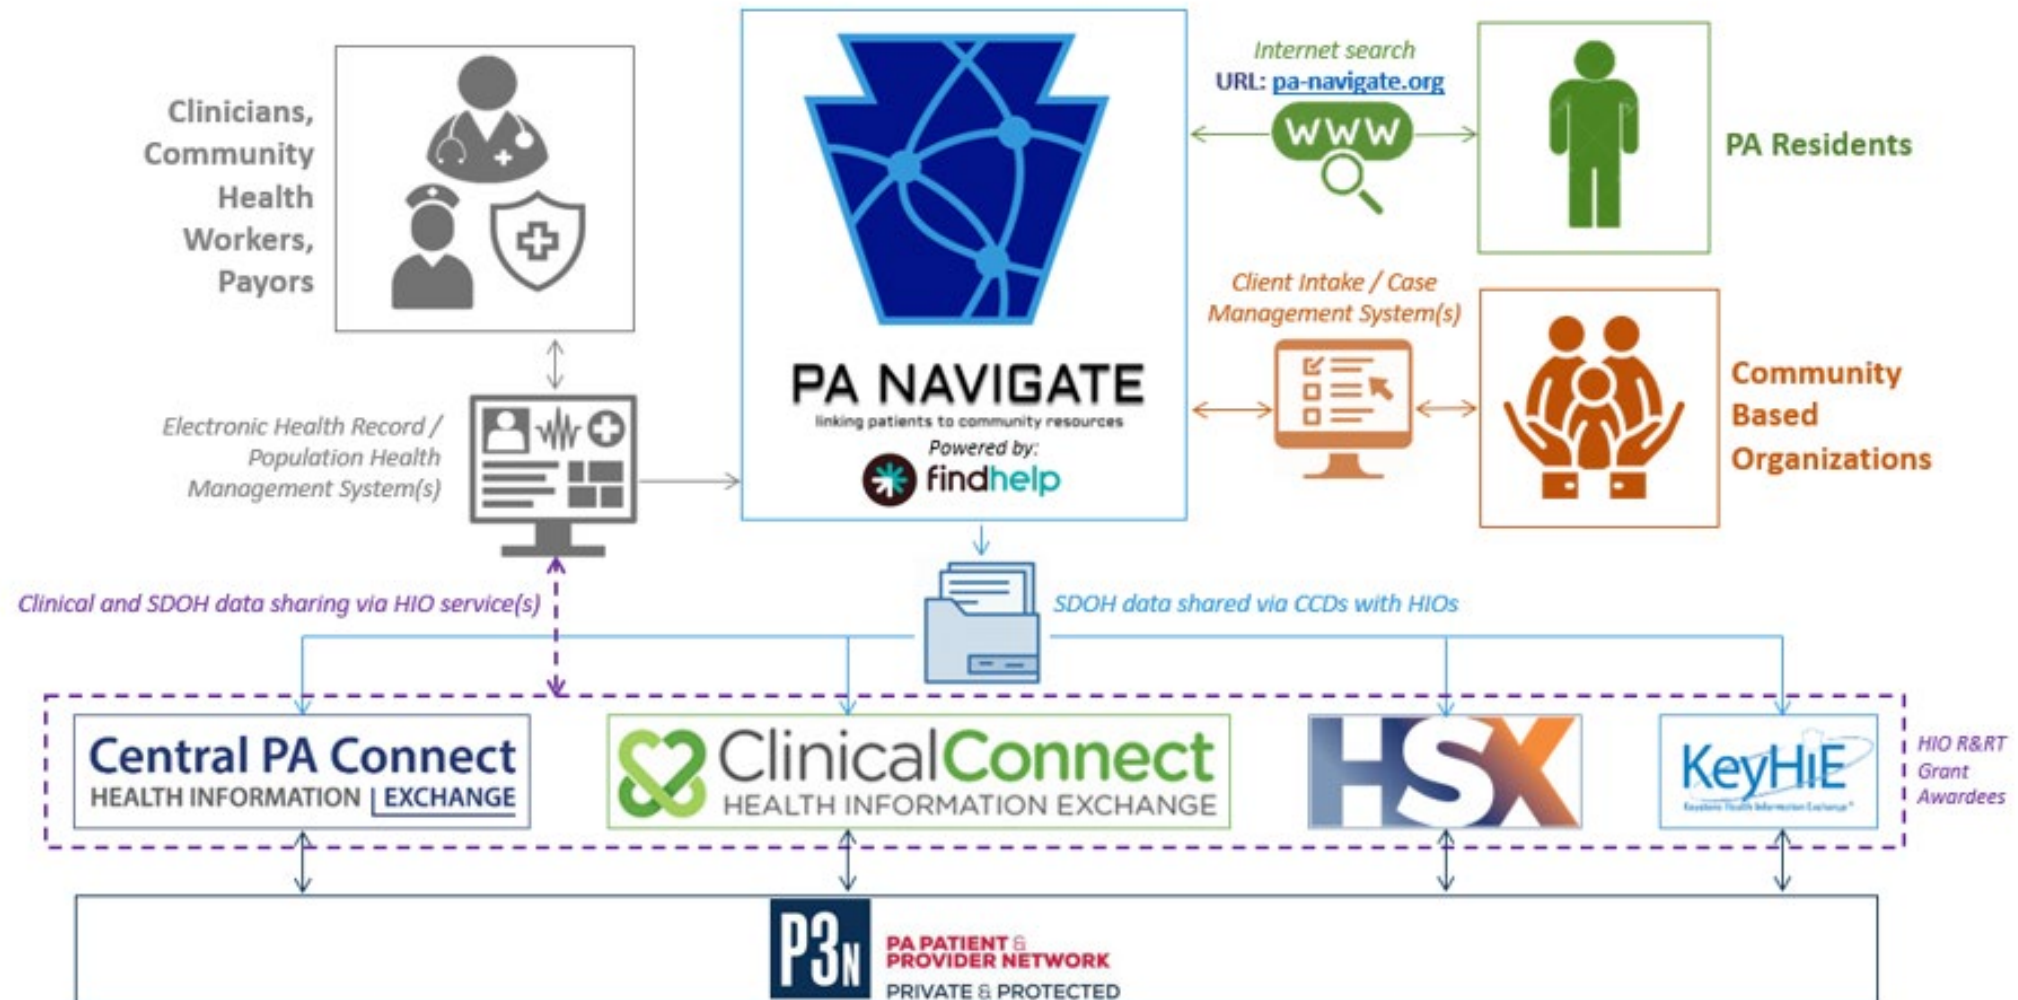 Clinicians,
Community
Health
Workers,
Payors
Internet search
URL: pa-navigate.org
WWW
PA Residents
PA NAVIGATE
linking patients to community resources
Powered by:
findhelp
Client Intake / Case
Management System(s)
Community
Based
Organizations
Electronic Health Record /
Population Health
Management System(s)
Clinical and SDOH data sharing via HIO service(s)
SDOH data shared via CCDs with HIOs
Central PA Connect
HEALTH INFORMATION EXCHANGE
ClinicalConnect
HEALTH INFORMATION EXCHANGE
HSX
KeyHIE
Keystone Health Information Exchange
HIO R&RT
Grant
Awardees
P3N
PA PATIENT &
PROVIDER NETWORK
PRIVATE & PROTECTED